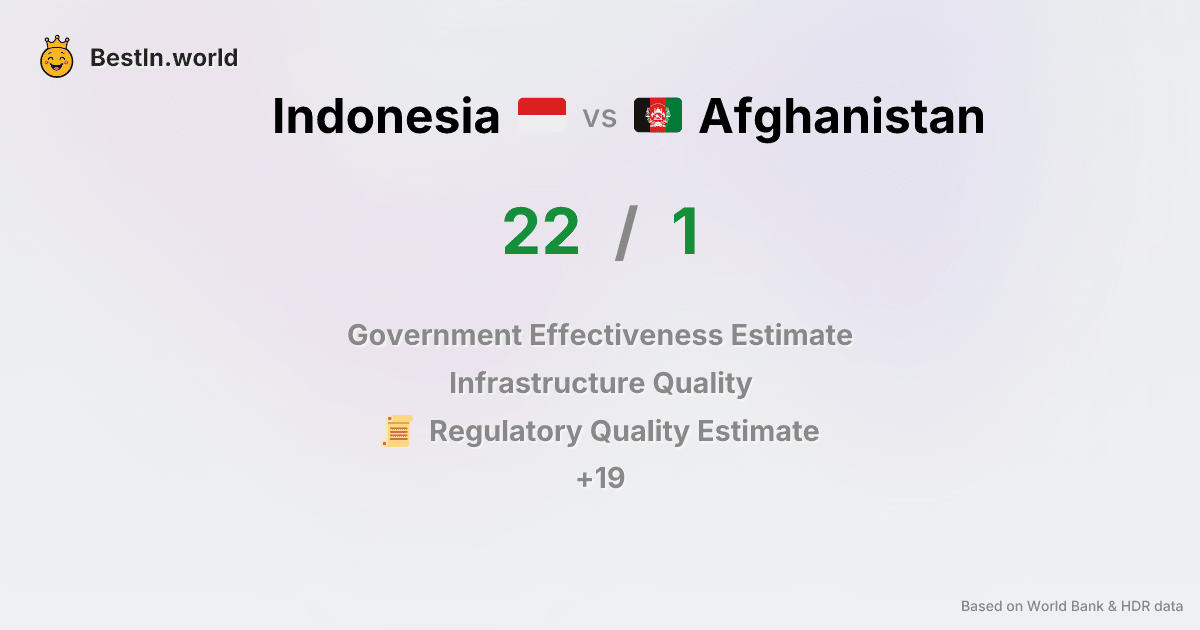 BestIn.world
Indonesia vs Afghanistan
22 / 1
Government Effectiveness Estimate
Infrastructure Quality
Regulatory Quality Estimate
+19
Based on World Bank & HDR data